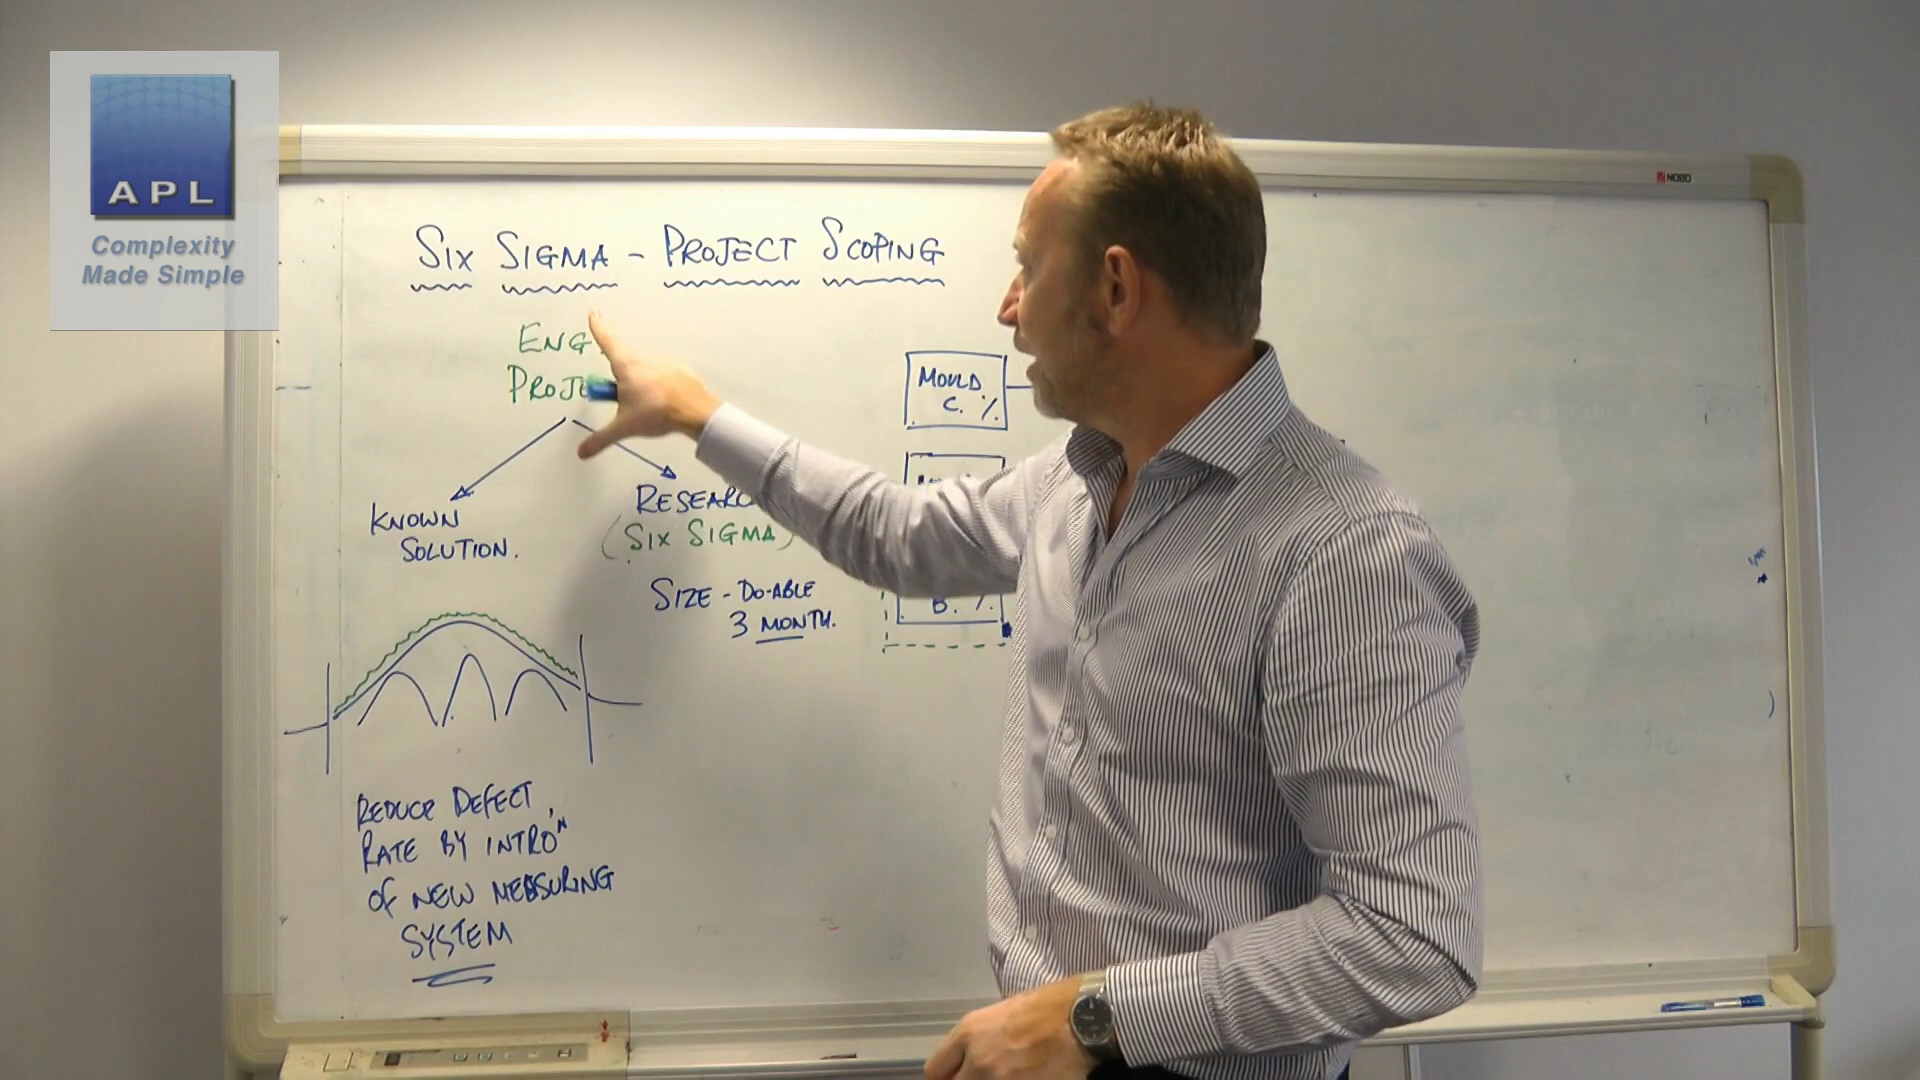 APL
Complexity
Made Simple
NOBO
SIX SIGMA - PROJECT SCOPING
ENG
PROJE
KNOWN
SOLUTION.
RESEARC
(SIX SIGMA)
SIZE - DO-ABLE
3 MONTH.
MOULD
C. %
B. %
REDUCE DEFECT
RATE BY INTRO'N
OF NEW MEASURING
SYSTEM